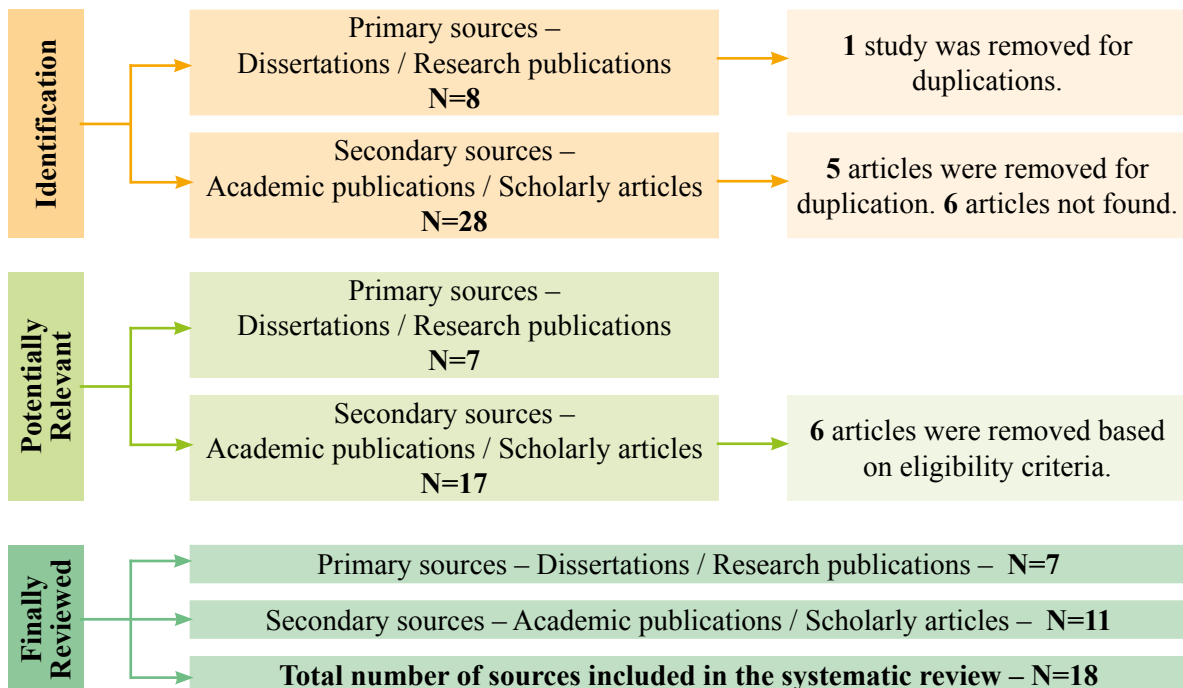 Identification
Primary sources –
Dissertations / Research publications
N=8
1 study was removed for
duplications.
Secondary sources –
Academic publications / Scholarly articles
N=28
5 articles were removed for
duplication. 6 articles not found.
Potentially
Relevant
Primary sources –
Dissertations / Research publications
N=7
Secondary sources –
Academic publications / Scholarly articles
N=17
6 articles were removed based
on eligibility criteria.
Finally
Reviewed
Primary sources – Dissertations / Research publications – N=7
Secondary sources – Academic publications / Scholarly articles – N=11
Total number of sources included in the systematic review – N=18